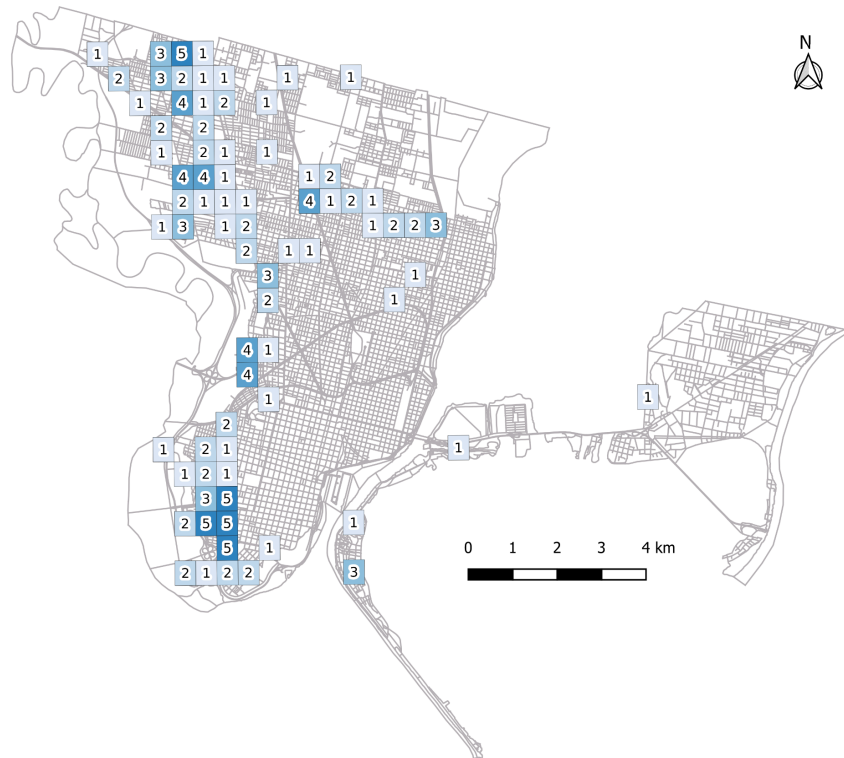 N
1 3 5 1
2 3 2 1 1 1 1
1 4 1 2 1
2 2
1 2 1 1
4 4 1 1 2
2 1 1 1 4 1 2 1
1 3 1 2 1 2 2 3
2 1 1
3 1
2 1
4 1
4
1 1
2
1 2 1 1
1 2 1
3 5
2 5 5 1
5 1
2 1 2 2 3
0 1 2 3 4 km